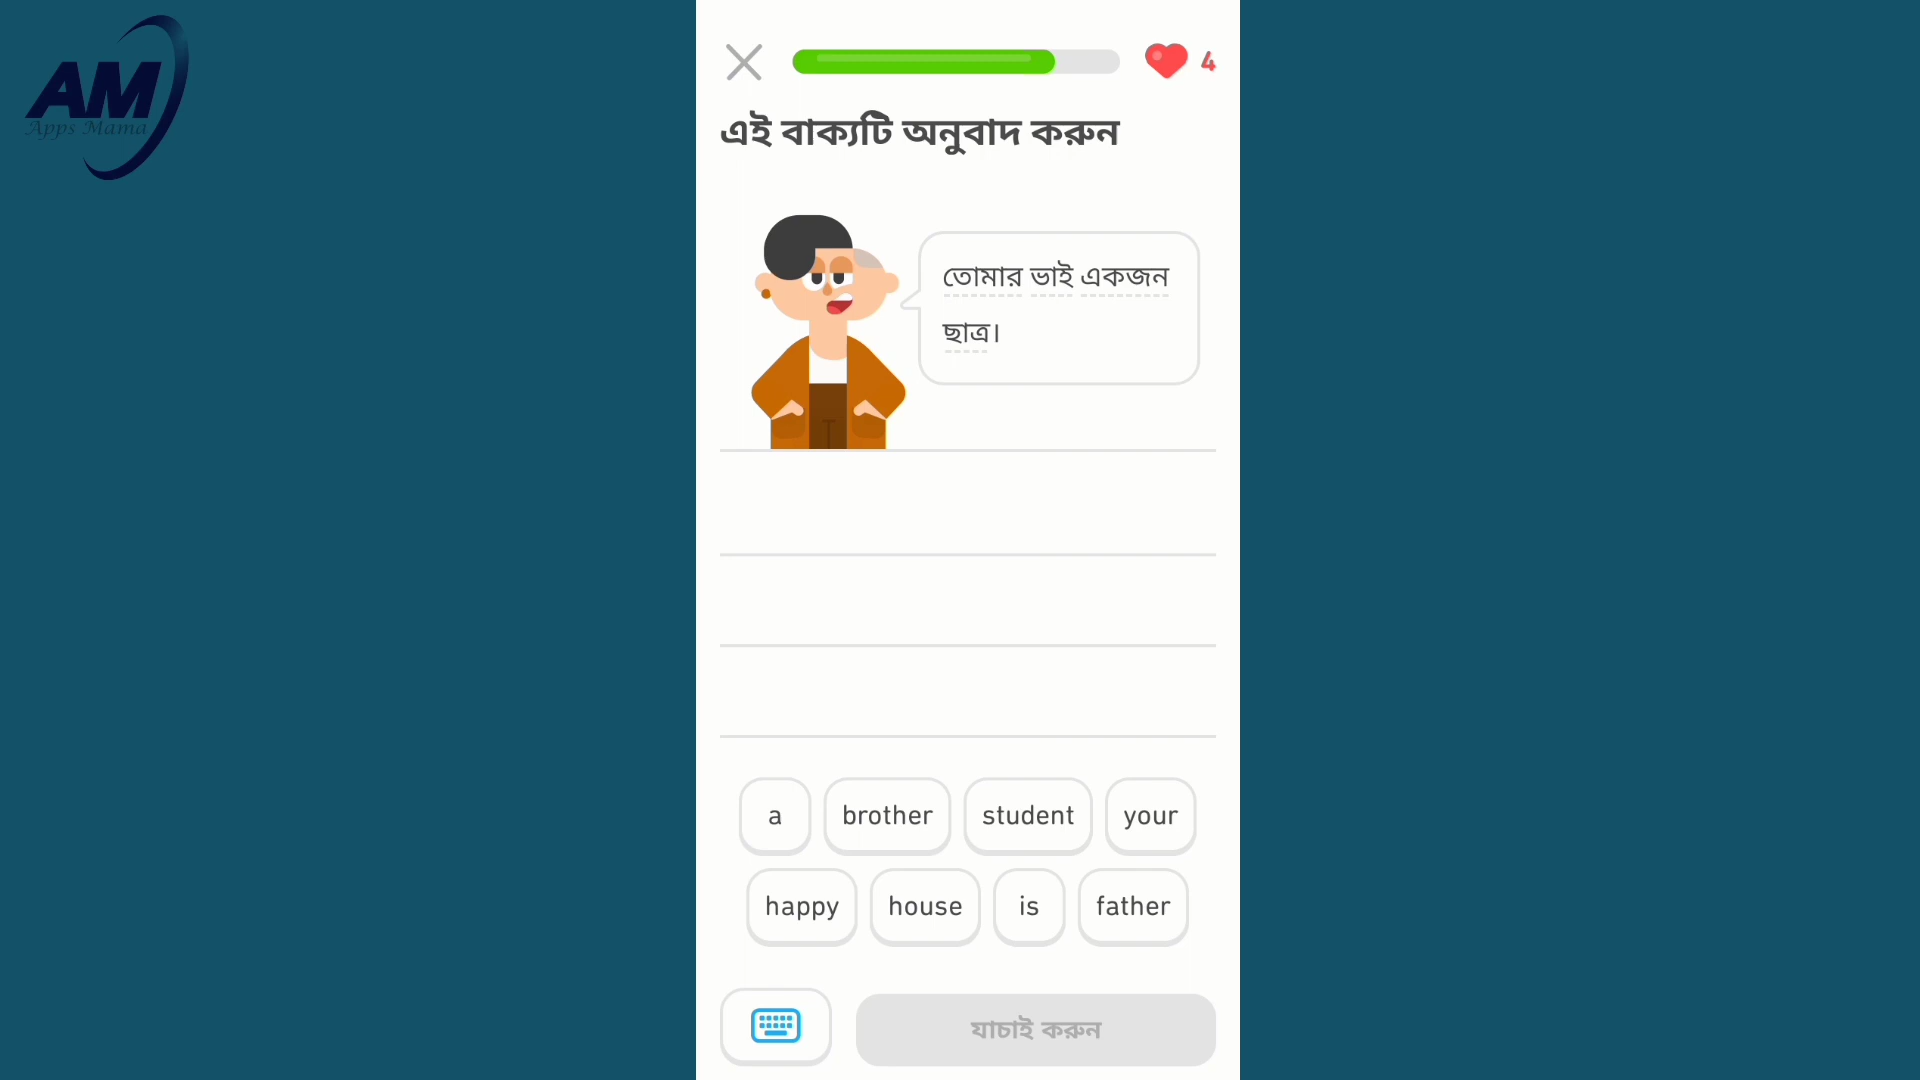 AM
Apps Mama
4
এই বাক্যটি অনুবাদ করুন
তোমার ভাই একজন
ছাত্র।
a brother student your
happy house is father
যাচাই করুন